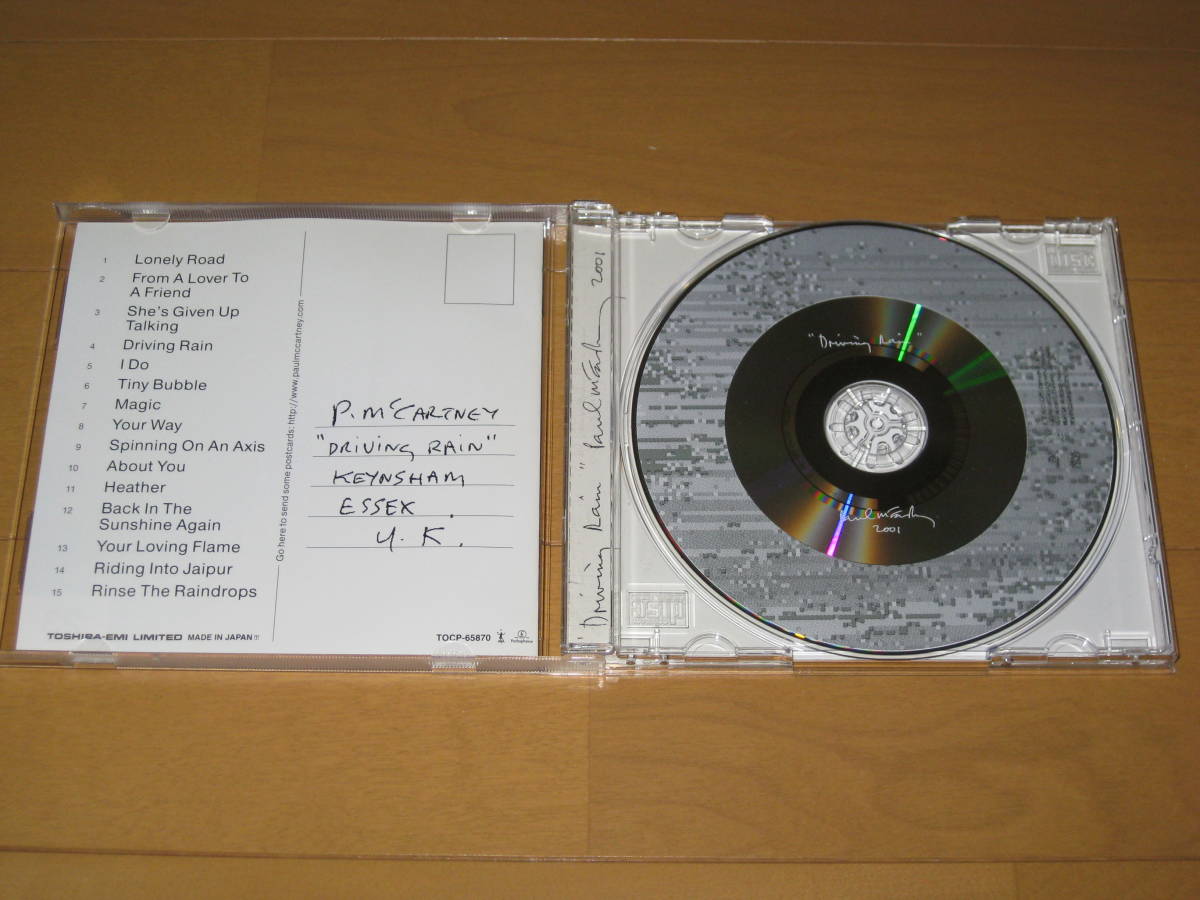 1 Lonely Road
2 From A Lover To
A Friend
3 She's Given Up
Talking
4 Driving Rain
5 I Do
6 Tiny Bubble
7 Magic
8 Your Way
9 Spinning On An Axis
10 About You
11 Heather
12 Back In The
Sunshine Again
13 Your Loving Flame
14 Riding Into Jaipur
15 Rinse The Raindrops
TOSHIBA-EMI LIMITED MADE IN JAPAN
Go here to send some postcards: http://www.paulmccartney.com
P. McCARTNEY
"DRIVING RAIN"
KEYNSHAM
ESSEX.
U.K.
TOCP-65870
Parlophone
"Driving Rain" Paul McCartney 2001
"Driving Rain"
Paul McCartney
2001